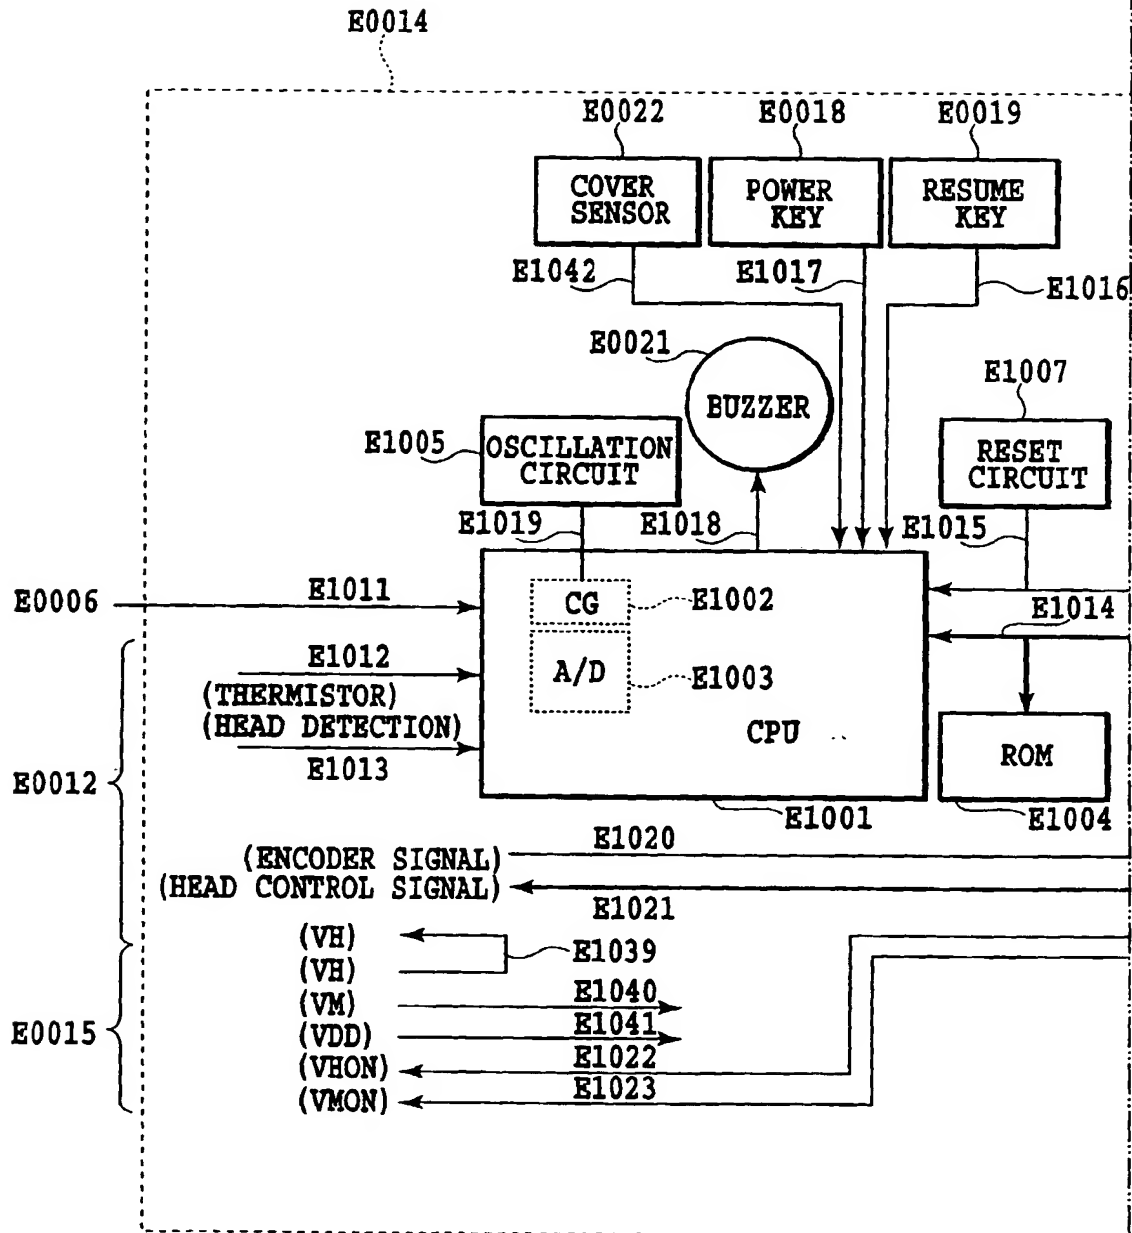 E0014
E0022 E0018 E0019
COVER SENSOR
POWER KEY
RESUME KEY
E1042 E1017 E1016
E0021
BUZZER
E1007
E1005
OSCILLATION CIRCUIT
RESET CIRCUIT
E1019 E1018 E1015
E0006 E1011
CG E1002
E1014
E1012
A/D E1003
(THERMISTOR)
(HEAD DETECTION)
CPU
ROM
E1013
E0012
E1001 E1004
E1020
(ENCODER SIGNAL)
(HEAD CONTROL SIGNAL)
E1021
(VH)
E1039
(VH)
(VM) E1040
E0015
(VDD) E1041
(VHON) E1022
(VMON) E1023